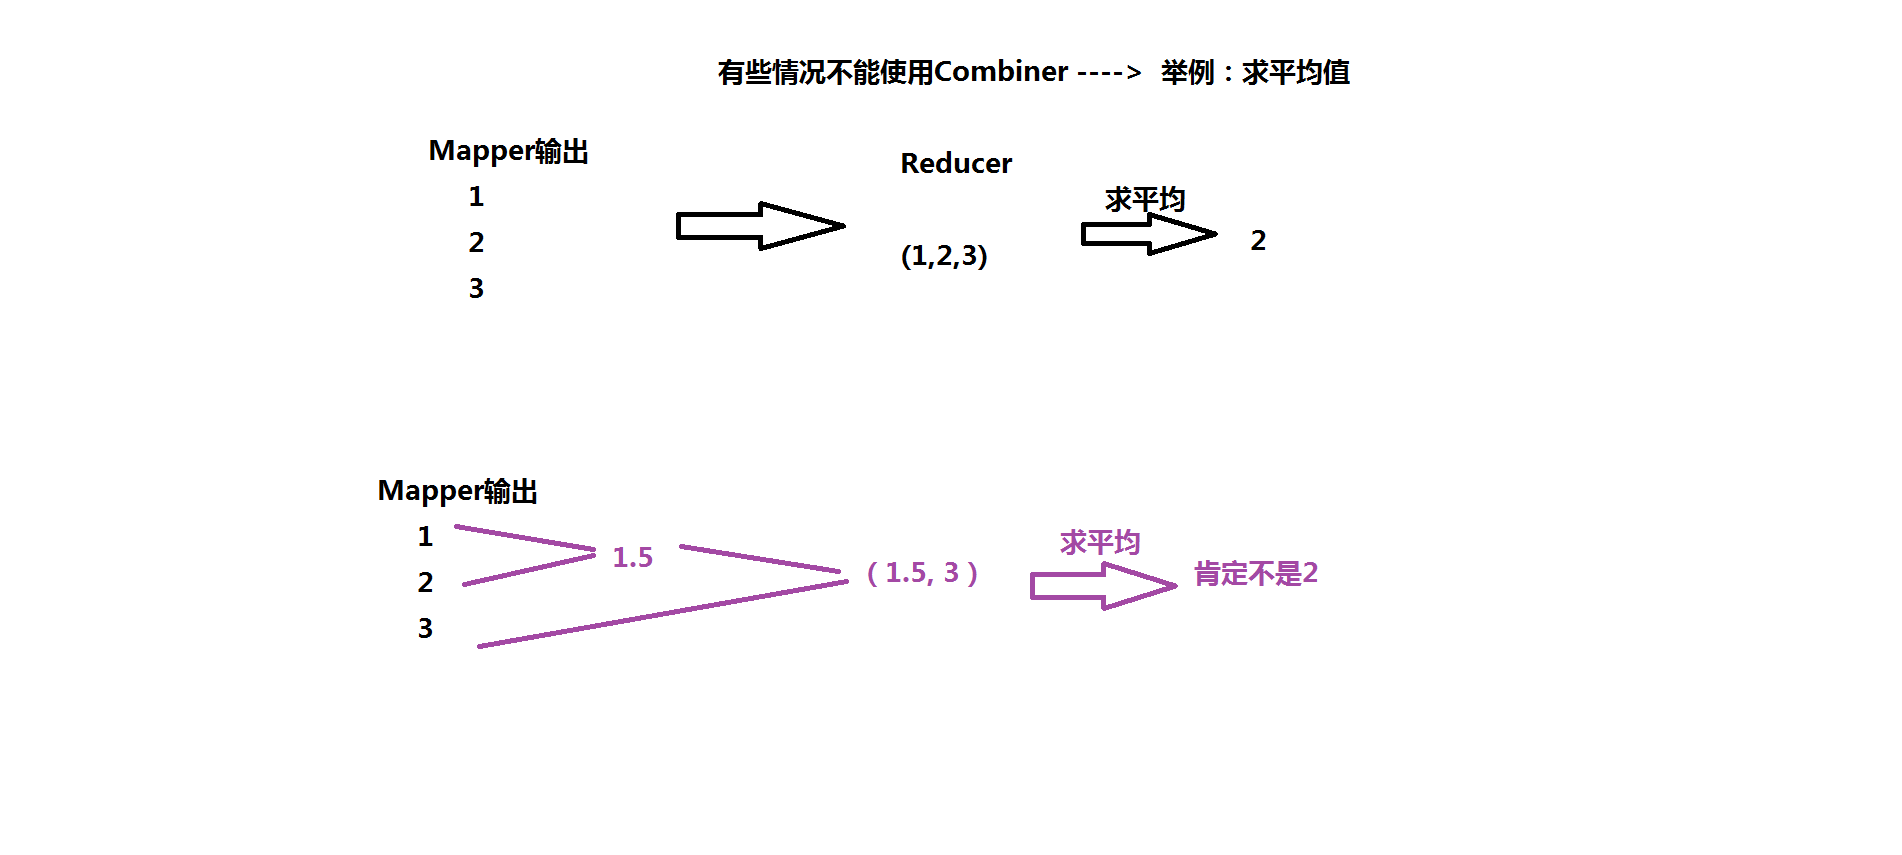 有些情况不能使用Combiner ----> 举例：求平均值
Mapper输出
1
2
3
Reducer
(1,2,3)
求平均
2
Mapper输出
1
2
3
1.5
（1.5, 3）
求平均
肯定不是2